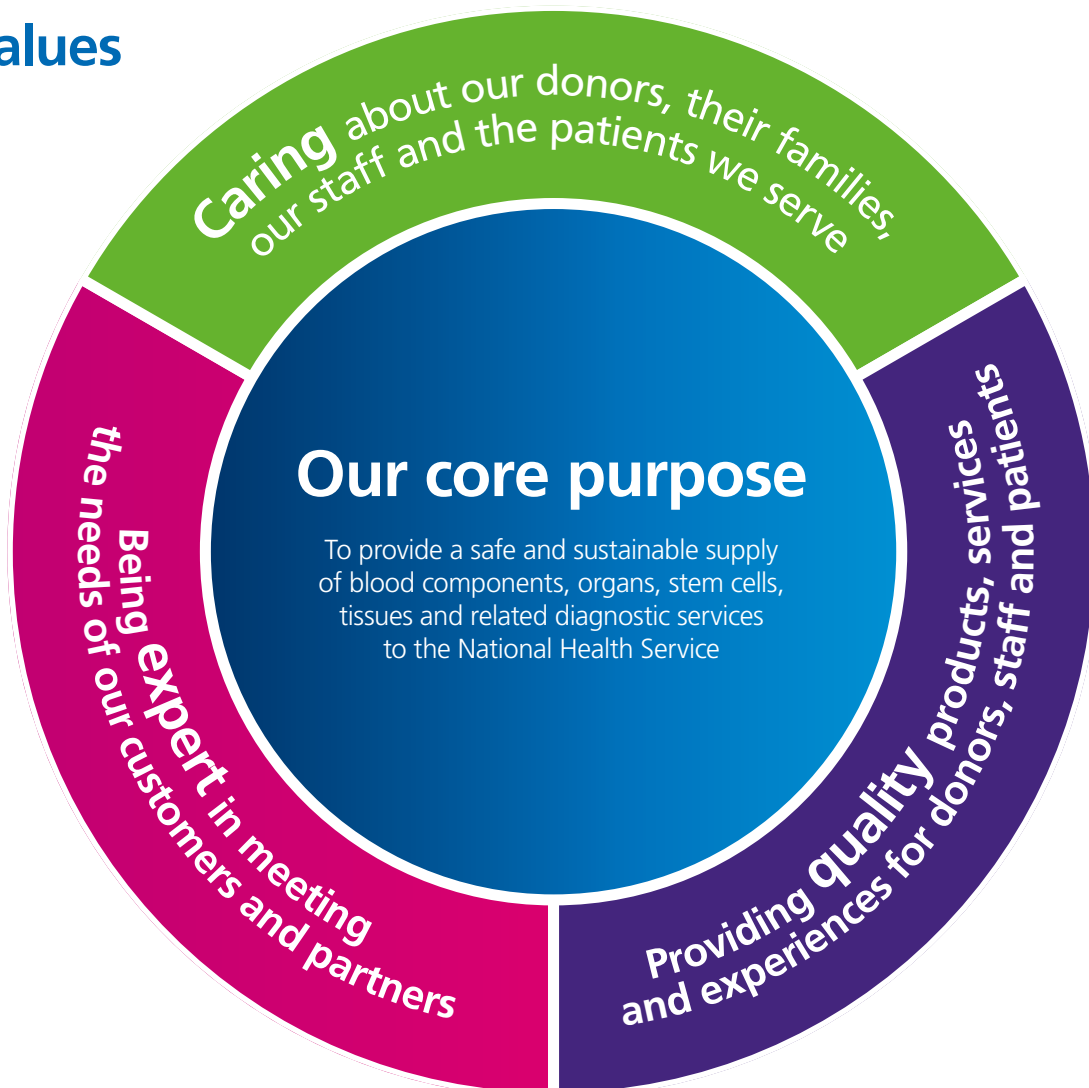 alues
Caring about our donors, their families,
our staff and the patients we serve
Our core purpose
To provide a safe and sustainable supply
of blood components, organs, stem cells,
tissues and related diagnostic services
to the National Health Service
Being expert in meeting
the needs of our customers and partners
Providing quality products, services
and experiences for donors, staff and patients